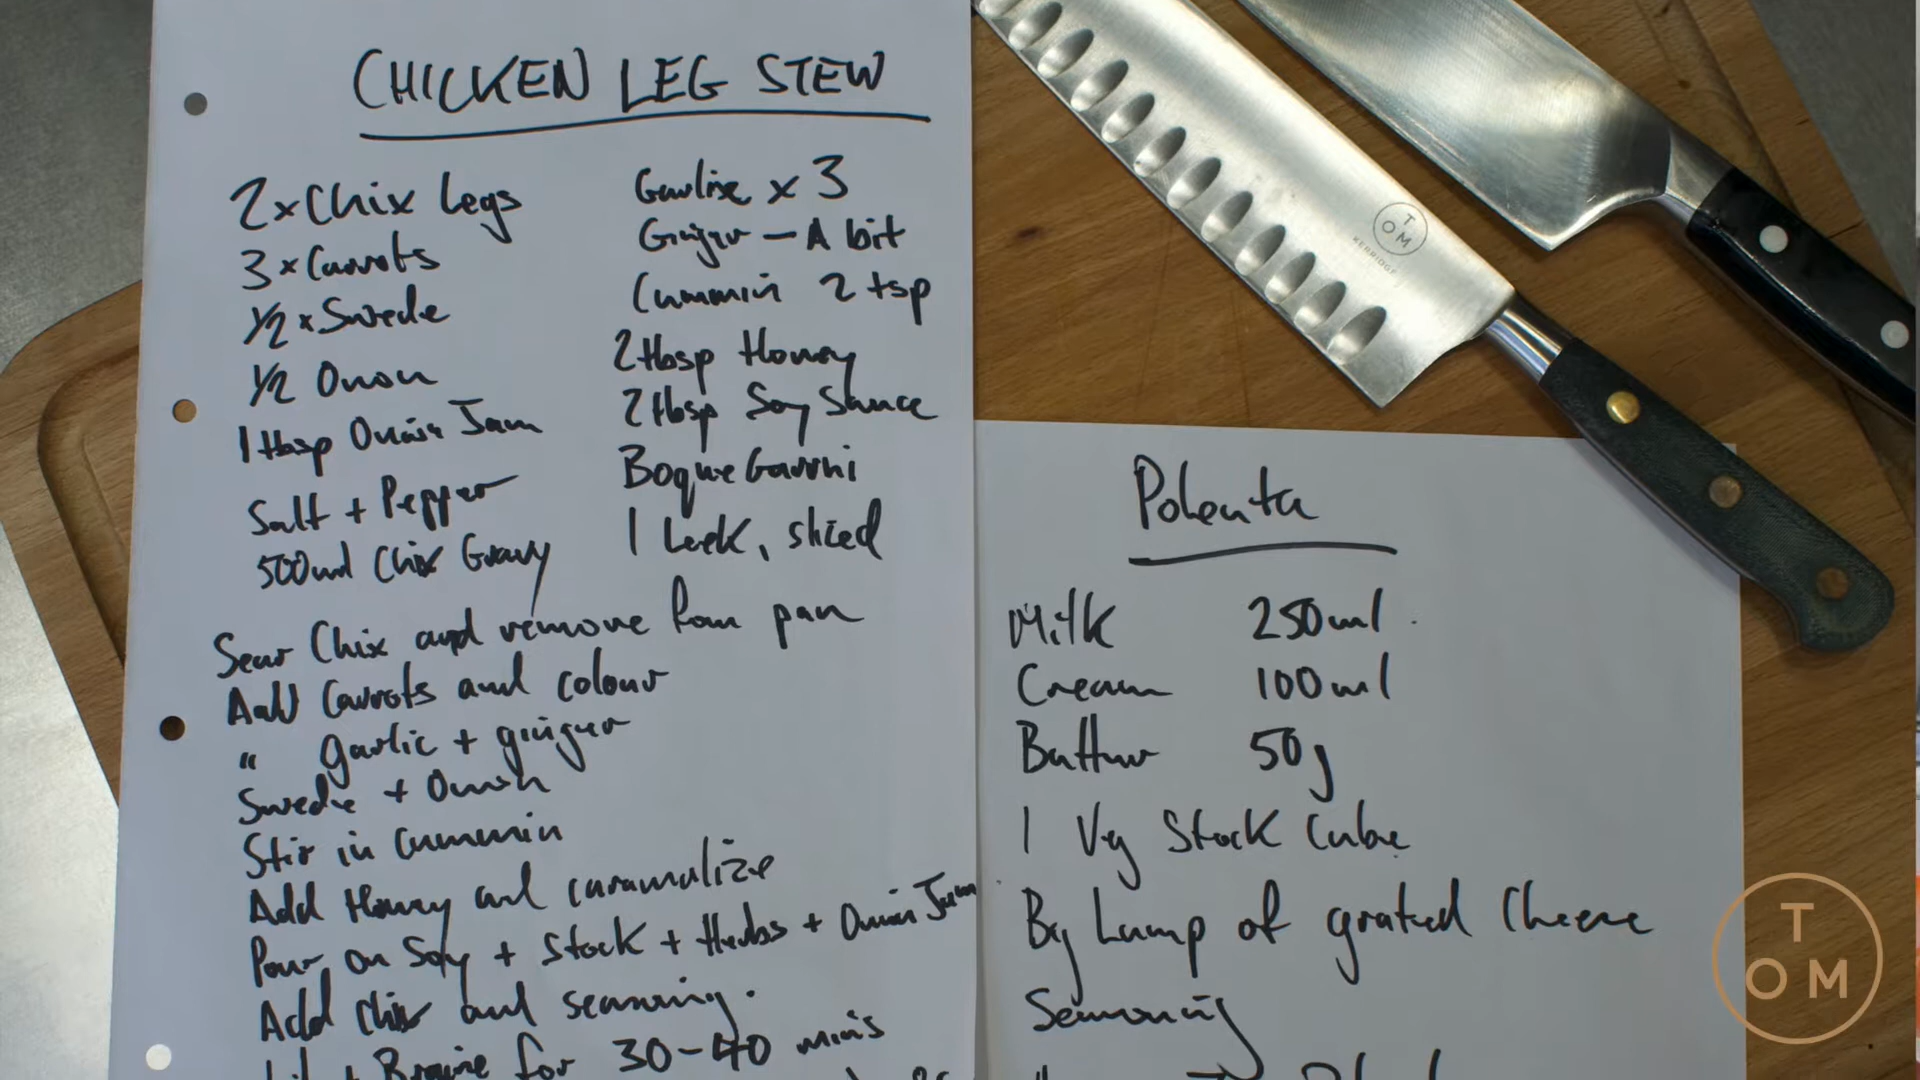 CHICKEN LEG STEW
2 x Chix Legs
3 x Carrots
1/2 x Swede
1/2 Onion
1 tbsp Onion Jam
Salt + Pepper
500ml Chix Gravy
Garlic x 3
Ginger - A bit
Cummin 2 tsp
2 tbsp Honey
2 tbsp Soy Sauce
Boque Garni
1 Leek, sliced
Sear Chix and remove from pan
Add Carrots and colour
" garlic + ginger
Swede + Onion
Stir in Cummin
Add Honey and caramalize
Pour on Soy + Stock + Herbs + Onion Jam
Add Chix and seasoning.
+ Braise for 30-40 mins
Polenta
Milk 250ml
Cream 100ml
Butter 50g
1 Veg Stock Cube
Big Lump of grated Cheese
Seasoning
TOM
KERRIDGE
TOM